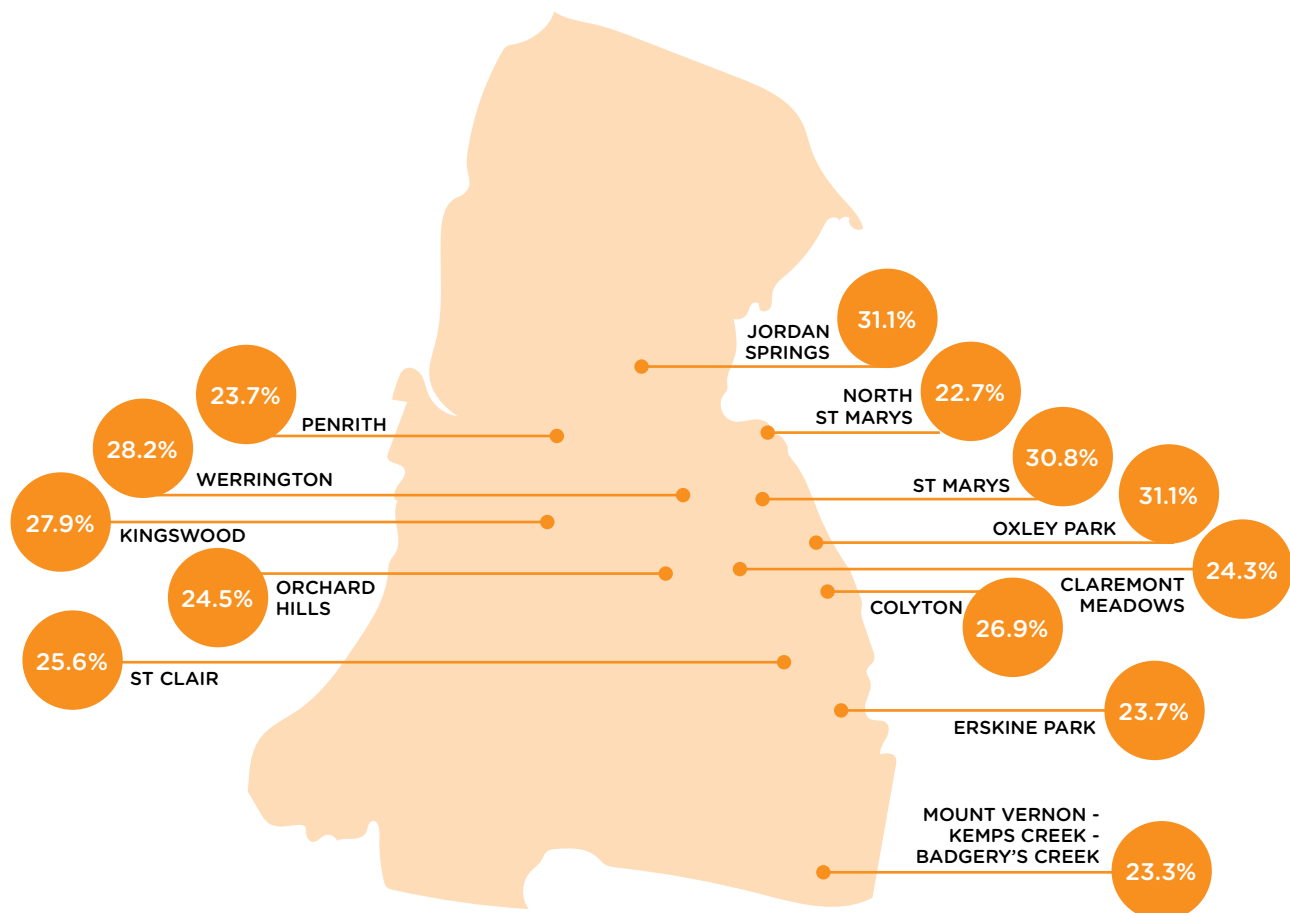 31.1%
JORDAN
SPRINGS
22.7%
NORTH
ST MARYS
23.7%
PENRITH
28.2%
WERRINGTON
30.8%
ST MARYS
31.1%
OXLEY PARK
27.9%
KINGSWOOD
24.3%
CLAREMONT
MEADOWS
24.5%
ORCHARD
HILLS
COLYTON
26.9%
25.6%
ST CLAIR
23.7%
ERSKINE PARK
MOUNT VERNON -
KEMPS CREEK -
BADGERY’S CREEK
23.3%